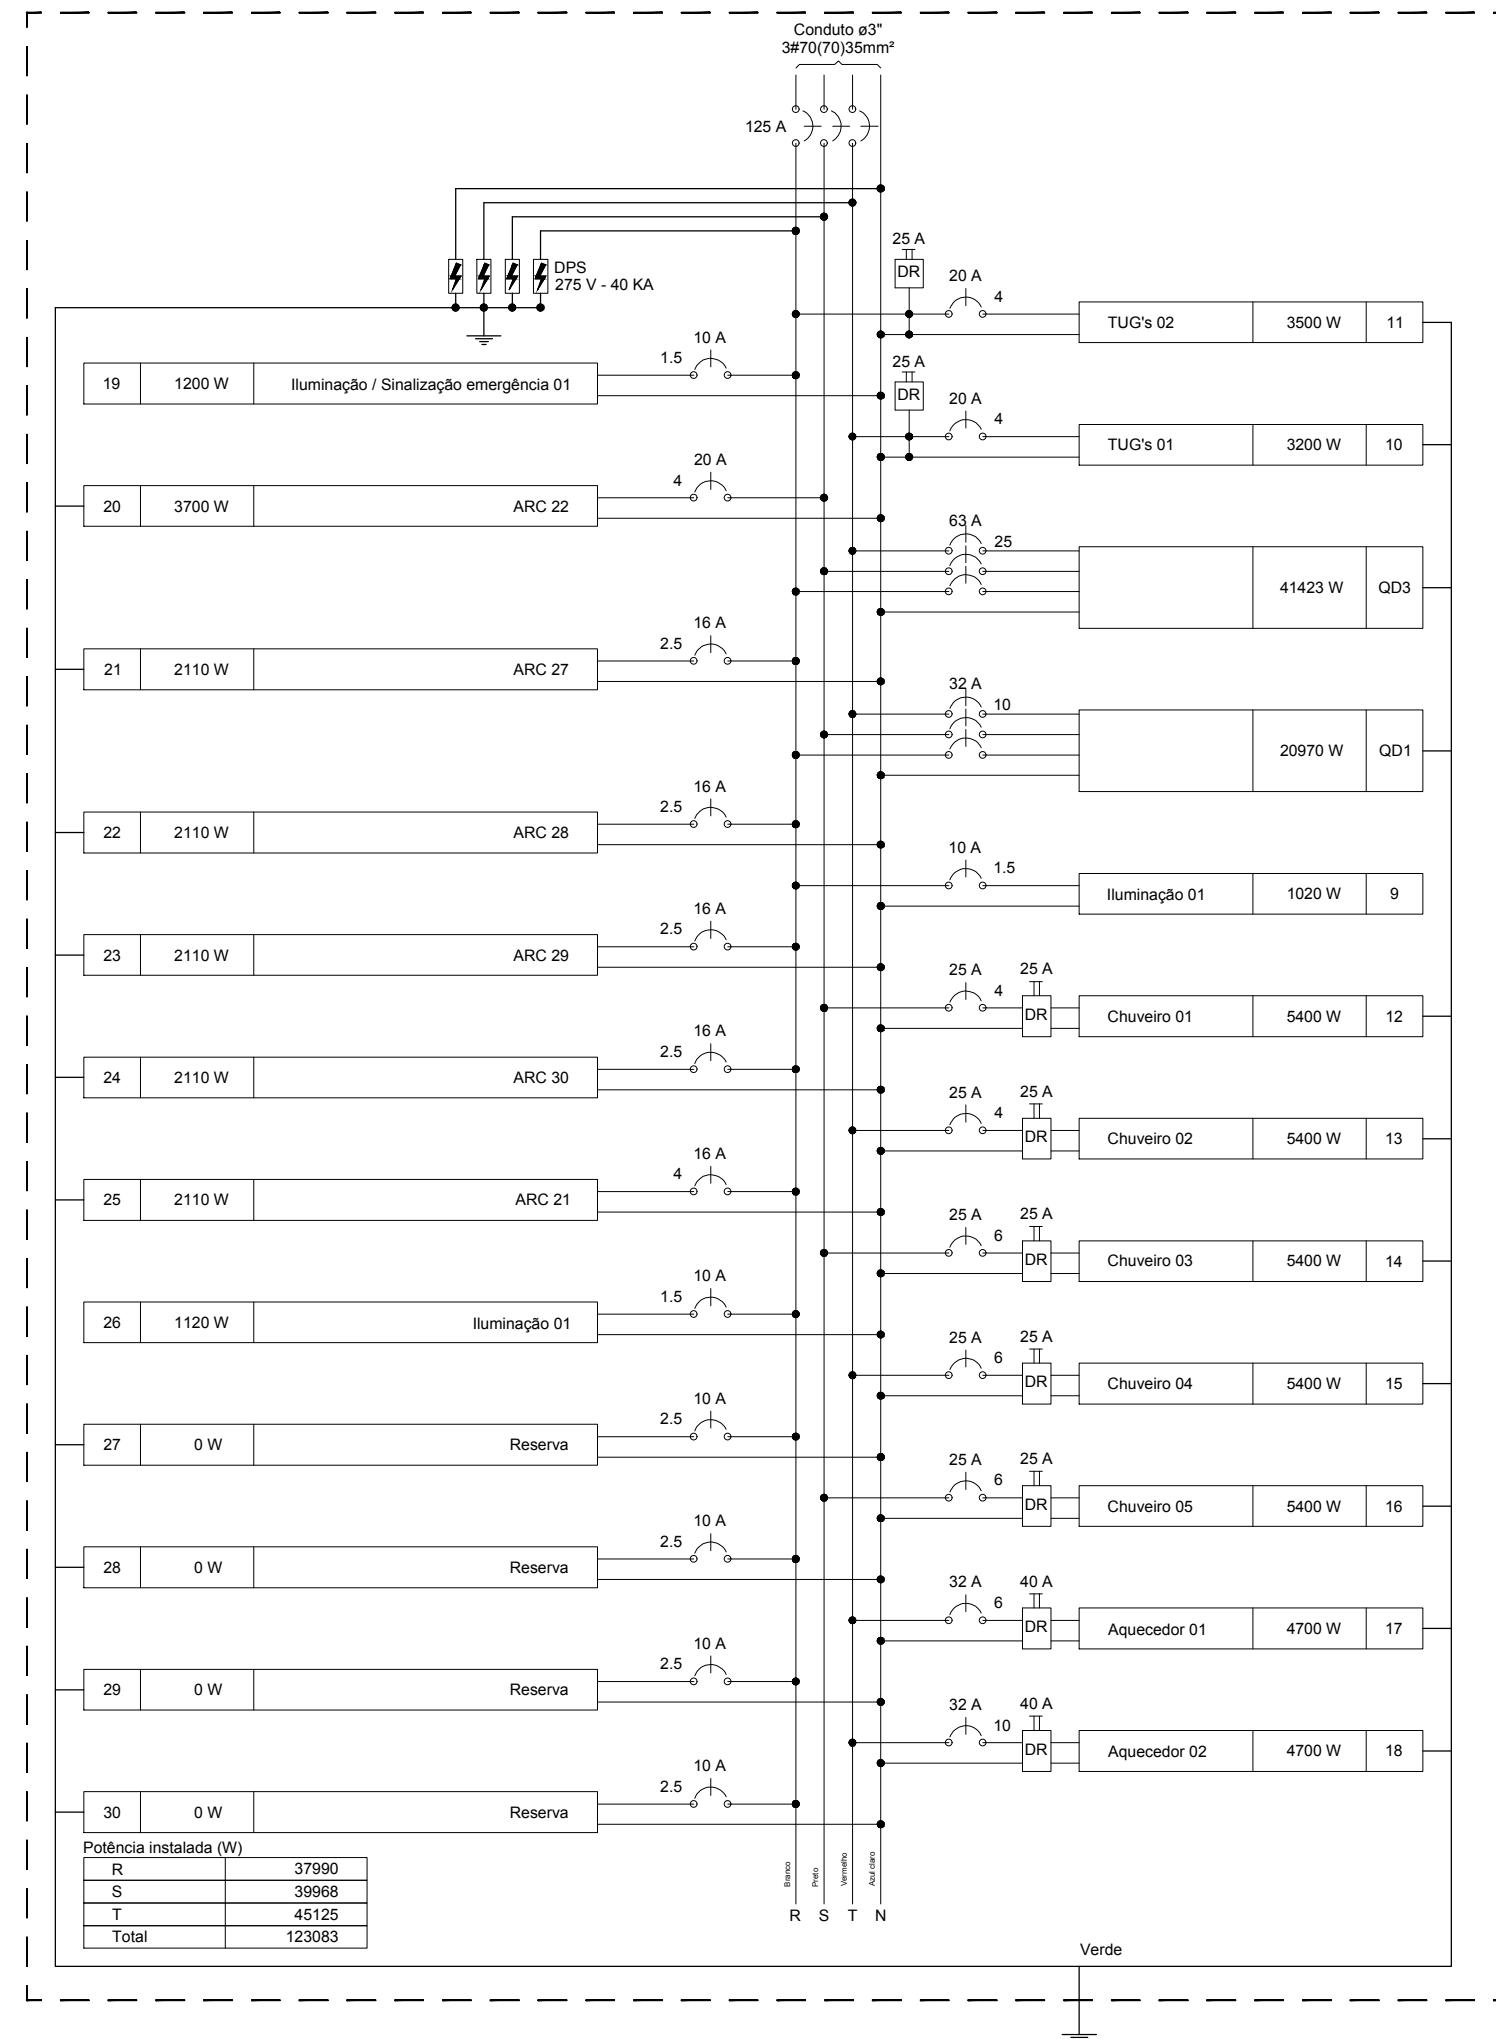 Conduto ø3"
3#70(70)35mm²
125 A
DPS
275 V - 40 KA
25 A
DR
20 A
4
TUG's 02 3500 W 11
10 A
1.5
19 1200 W Iluminação / Sinalização emergência 01
25 A
DR
20 A
4
TUG's 01 3200 W 10
20 A
4
20 3700 W ARC 22
63 A
25
41423 W QD3
16 A
2.5
21 2110 W ARC 27
32 A
10
20970 W QD1
16 A
2.5
22 2110 W ARC 28
10 A
1.5
Iluminação 01 1020 W 9
16 A
2.5
23 2110 W ARC 29
25 A 25 A
4
DR
Chuveiro 01 5400 W 12
16 A
2.5
24 2110 W ARC 30
25 A 25 A
4
DR
Chuveiro 02 5400 W 13
16 A
4
25 2110 W ARC 21
25 A 25 A
6
DR
Chuveiro 03 5400 W 14
10 A
1.5
26 1120 W Iluminação 01
25 A 25 A
6
DR
Chuveiro 04 5400 W 15
10 A
2.5
27 0 W Reserva
25 A 25 A
6
DR
Chuveiro 05 5400 W 16
10 A
2.5
28 0 W Reserva
32 A 40 A
6
DR
Aquecedor 01 4700 W 17
10 A
2.5
29 0 W Reserva
32 A 40 A
10
DR
Aquecedor 02 4700 W 18
10 A
2.5
30 0 W Reserva
Potência instalada (W)
R 37990
S 39968
T 45125
Total 123083
Branco
Preto
Vermelho
Azul claro
R S T N
Verde